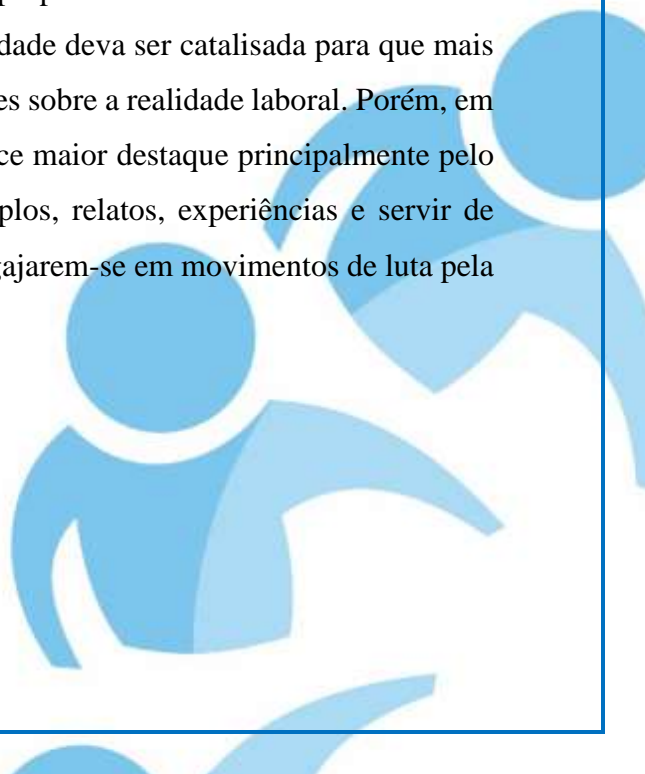 dade deva ser catalisada para que mais
es sobre a realidade laboral. Porém, em
ce maior destaque principalmente pelo
plos, relatos, experiências e servir de
gajarem-se em movimentos de luta pela